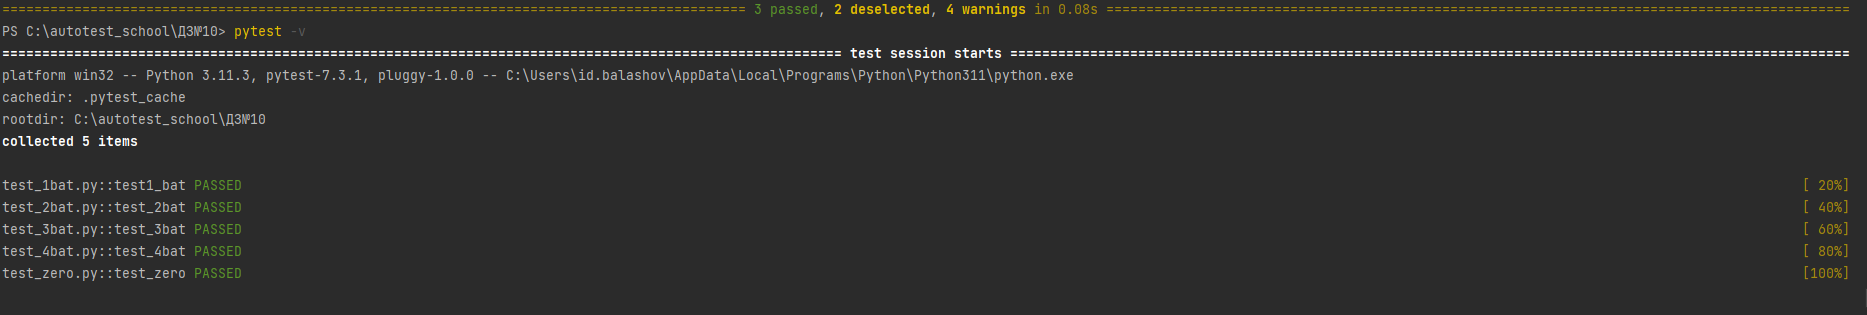 ============================================================================================= 3 passed, 2 deselected, 4 warnings in 0.08s =============================================================================================
PS C:\autotest_school\ДЗ№10> pytest -v
========================================================================================================= test session starts =========================================================================================================
platform win32 -- Python 3.11.3, pytest-7.3.1, pluggy-1.0.0 -- C:\Users\id.balashov\AppData\Local\Programs\Python\Python311\python.exe
cachedir: .pytest_cache
rootdir: C:\autotest_school\ДЗ№10
collected 5 items
test_1bat.py::test1_bat PASSED [ 20%]
test_2bat.py::test_2bat PASSED [ 40%]
test_3bat.py::test_3bat PASSED [ 60%]
test_4bat.py::test_4bat PASSED [ 80%]
test_zero.py::test_zero PASSED [100%]